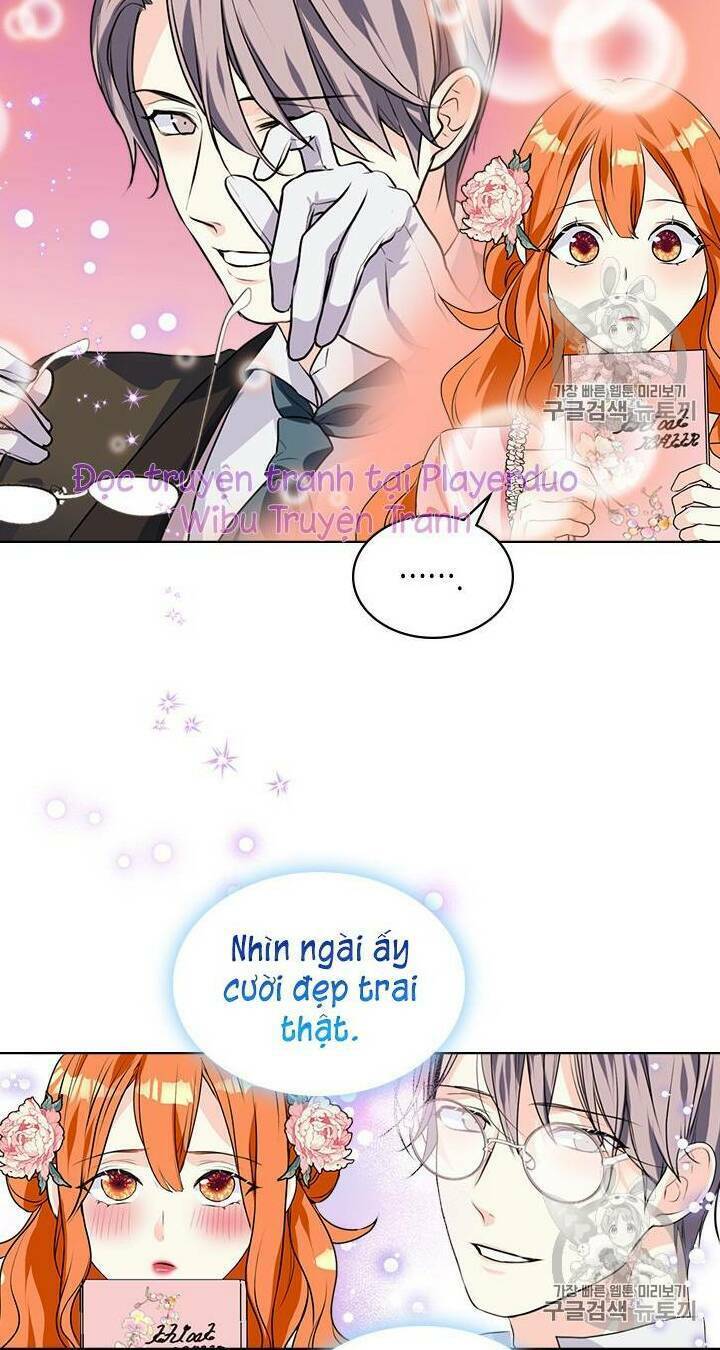 가장 빠른 웹툰 미리보기
구글검색 뉴토끼
Đọc truyện tranh tại Playerduo
Wibu Truyện Tranh
.......
Nhìn ngài ấy
cười đẹp trai
thật.
가장 빠른 웹툰 미리보기
구글검색 뉴토끼